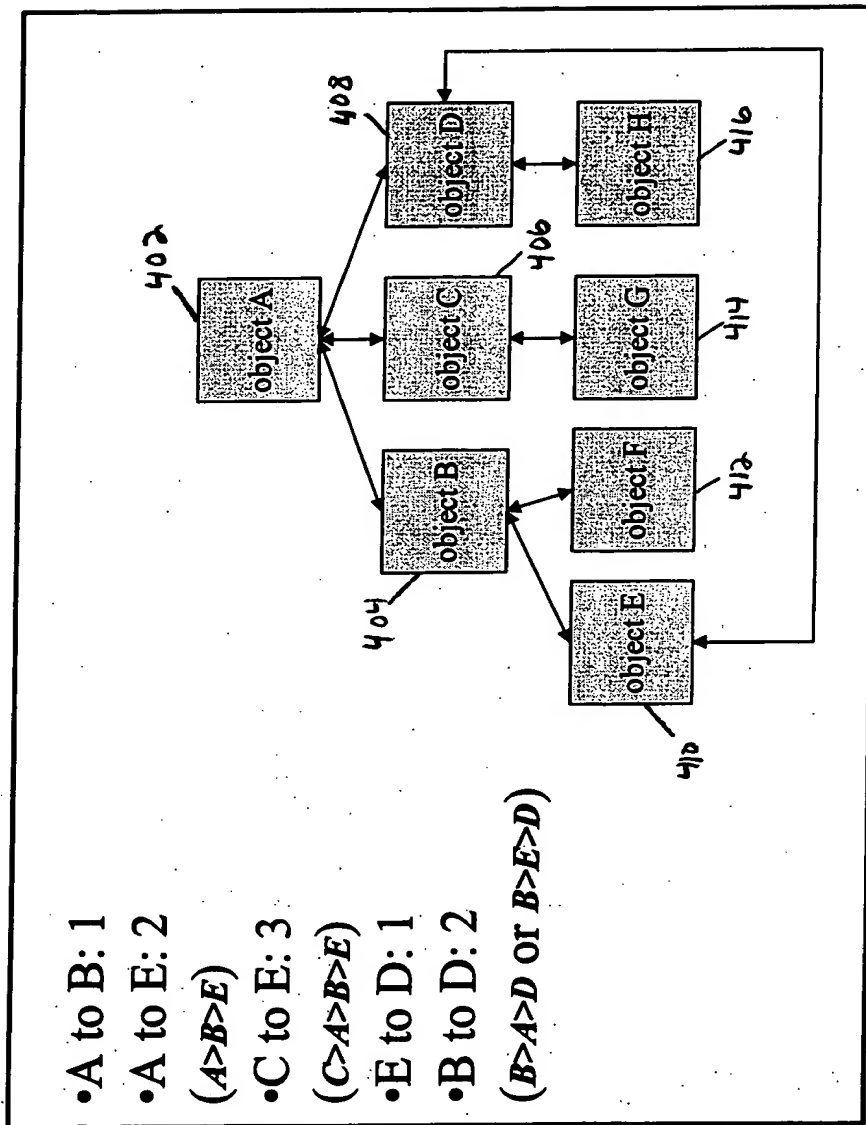 •A to B: 1
•A to E: 2
(A>B>E)
•C to E: 3
(C>A>B>E)
•E to D: 1
•B to D: 2
(B>A>D or B>E>D)
402
object A
404
object B
object C
406
408
object D
410
object E
object F
412
object G
414
object H
416